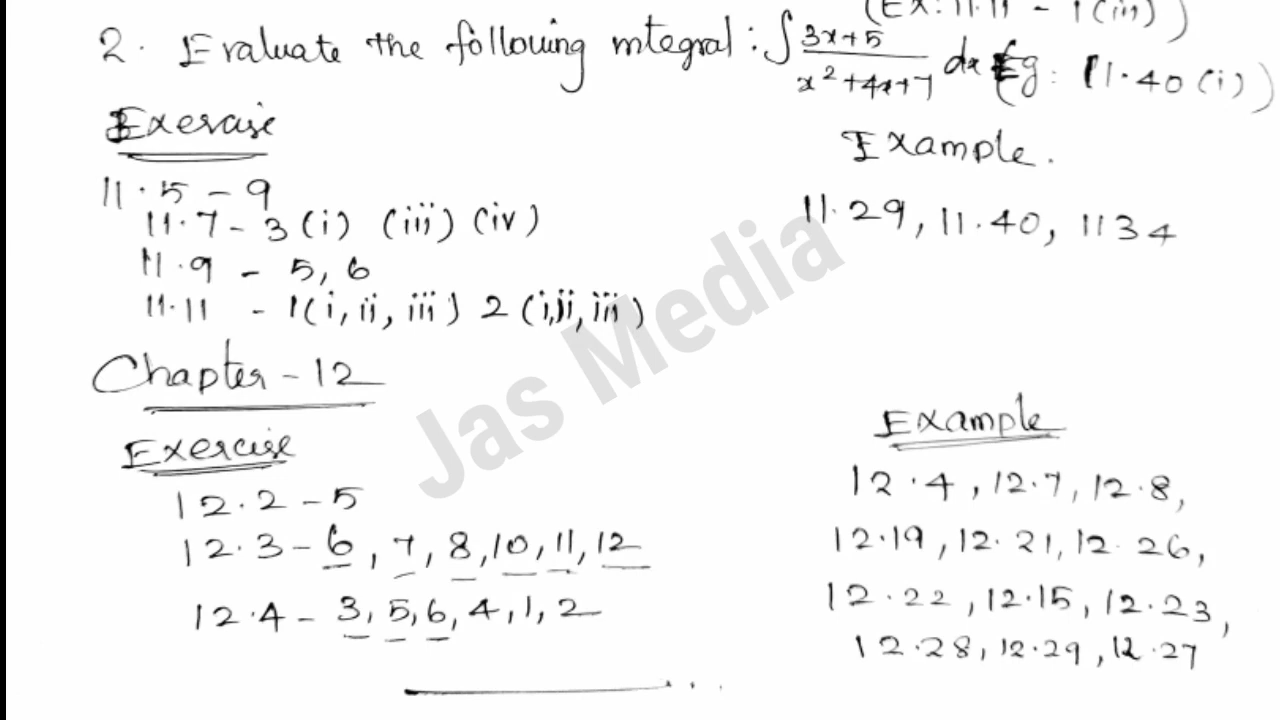 (Ex: 11.11 - 1(iii))
2. Evaluate the following integral : ∫ 3x+5 / x²+4x+7 dx (Eg: 11.40 (i))
Exercise
11.5 - 9
11.7 - 3 (i) (iii) (iv)
11.9 - 5, 6
11.11 - 1(i, ii, iii) 2 (i, ii, iii)
Example.
11.29, 11.40, 1134
Chapter - 12
Exercise
12.2 - 5
12.3 - 6, 7, 8, 10, 11, 12
12.4 - 3, 5, 6, 4, 1, 2
Example
12.4, 12.7, 12.8,
12.19, 12.21, 12.26,
12.22, 12.15, 12.23,
12.28, 12.29, 12.27
Jas Media